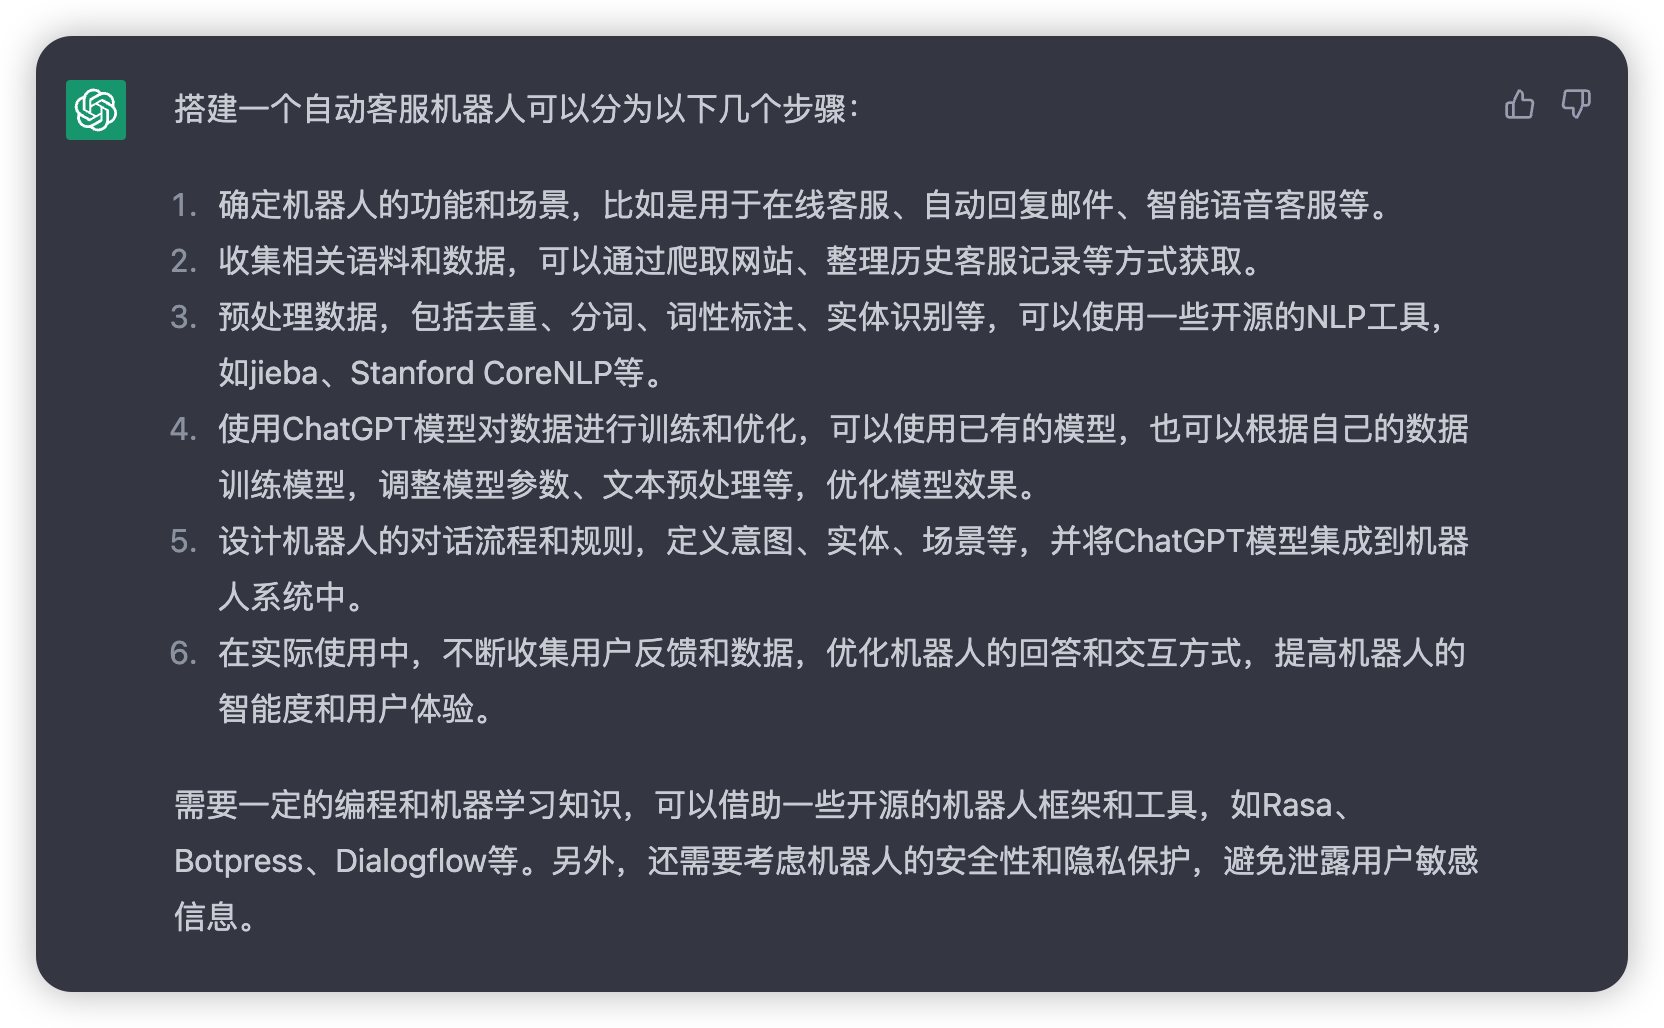 搭建一个自动客服机器人可以分为以下几个步骤：
1. 确定机器人的功能和场景，比如是用于在线客服、自动回复邮件、智能语音客服等。
2. 收集相关语料和数据，可以通过爬取网站、整理历史客服记录等方式获取。
3. 预处理数据，包括去重、分词、词性标注、实体识别等，可以使用一些开源的NLP工具，
如jieba、Stanford CoreNLP等。
4. 使用ChatGPT模型对数据进行训练和优化，可以使用已有的模型，也可以根据自己的数据
训练模型，调整模型参数、文本预处理等，优化模型效果。
5. 设计机器人的对话流程和规则，定义意图、实体、场景等，并将ChatGPT模型集成到机器
人系统中。
6. 在实际使用中，不断收集用户反馈和数据，优化机器人的回答和交互方式，提高机器人的
智能度和用户体验。
需要一定的编程和机器学习知识，可以借助一些开源的机器人框架和工具，如Rasa、
Botpress、Dialogflow等。另外，还需要考虑机器人的安全性和隐私保护，避免泄露用户敏感
信息。